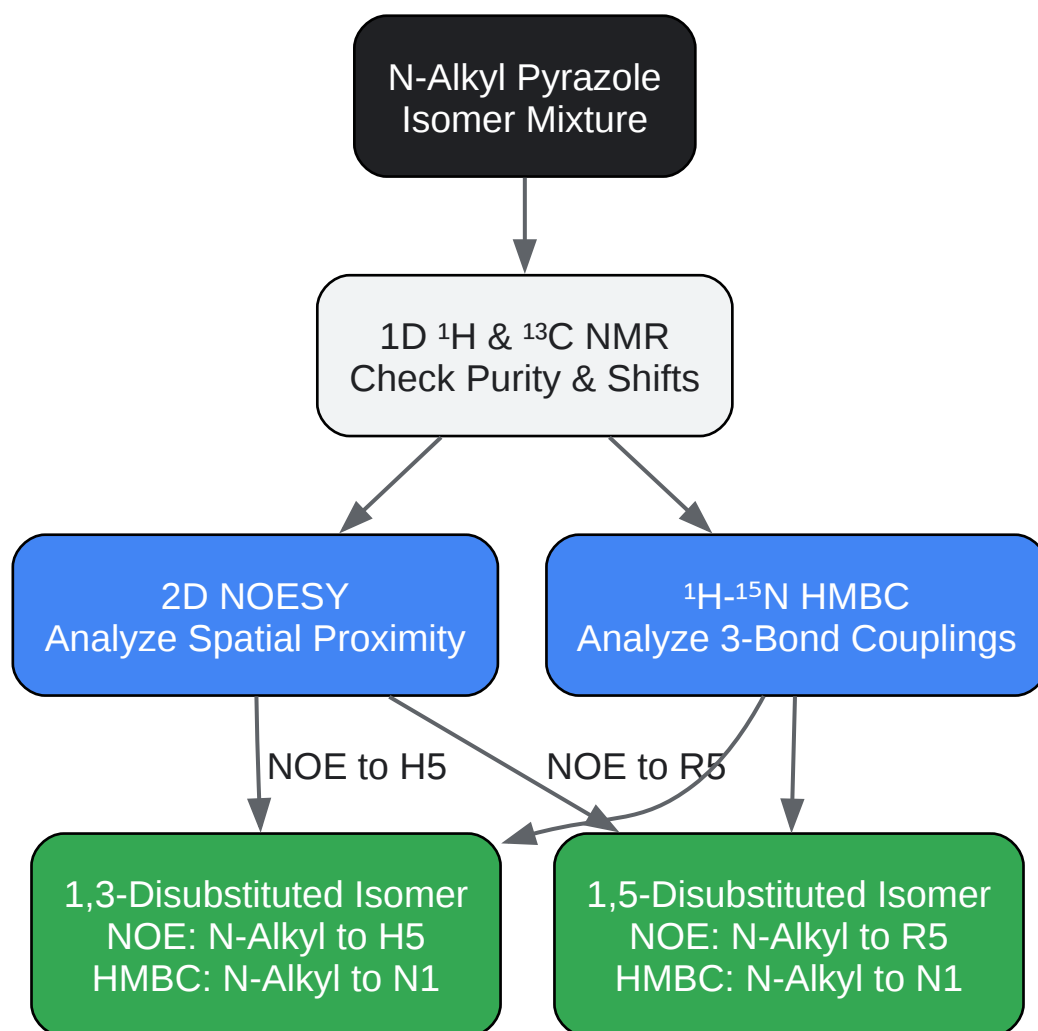 N-Alkyl Pyrazole
Isomer Mixture
1D ¹H & ¹³C NMR
Check Purity & Shifts
2D NOESY
Analyze Spatial Proximity
¹H-¹⁵N HMBC
Analyze 3-Bond Couplings
NOE to H5
NOE to R5
1,3-Disubstituted Isomer
NOE: N-Alkyl to H5
HMBC: N-Alkyl to N1
1,5-Disubstituted Isomer
NOE: N-Alkyl to R5
HMBC: N-Alkyl to N1